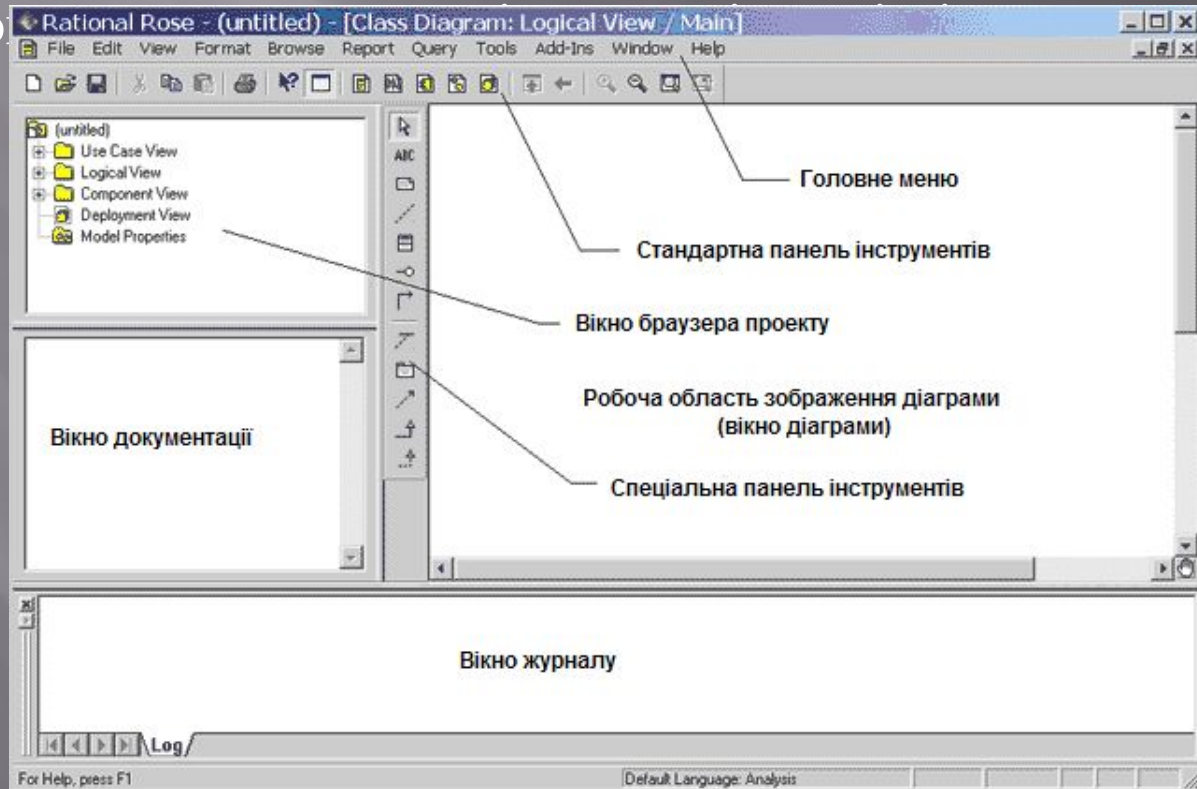 Rational Rose - (untitled) - [Class Diagram: Logical View / Main]
File Edit View Format Browse Report Query Tools Add-Ins Window Help
(untitled)
Use Case View
Logical View
Component View
Deployment View
Model Properties
ABC
Головне меню
Стандартна панель інструментів
Вікно браузера проекту
Робоча область зображення діаграми
(вікно діаграми)
Вікно документації
Спеціальна панель інструментів
Вікно журналу
Log
For Help, press F1
Default Language: Analysis